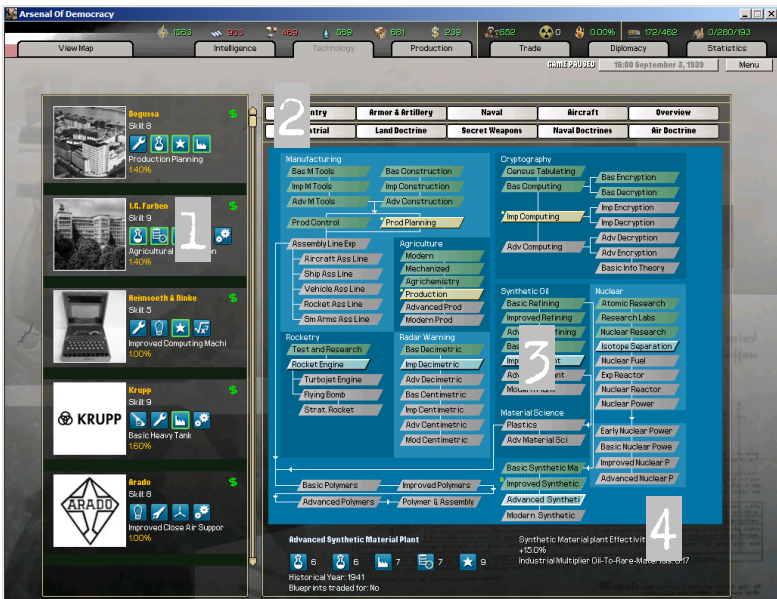 Arsenal Of Democracy
1563 903 469 559 661 239 852 0 0.00% 172/462 0/280/193
View Map Intelligence Technology Production Trade Diplomacy Statistics
GAME PAUSED 16:00 September 3, 1939 Menu
Degussa
Skill: 8
Production Planning
1.40%
I.G. Farben
Skill: 9
Agricultural
1.40%
Heinsoeth & Rinke
Skill: 5
Improved Computing Machi
1.00%
KRUPP
Krupp
Skill: 9
Basic Heavy Tank
1.60%
ARADO
Arado
Skill: 8
Improved Close Air Suppor
1.00%
1
2
3
4
Armor & Artillery Naval Aircraft Overview
Land Doctrine Secret Weapons Naval Doctrines Air Doctrine
Manufacturing
Bas M Tools Bas Construction
Imp M Tools Imp Construction
Adv M Tools Adv Construction
Prod Control Prod Planning
Assembly Line Exp
Aircraft Ass Line
Ship Ass Line
Vehicle Ass Line
Rocket Ass Line
Sm Arms Ass Line
Agriculture
Modern
Mechanized
Agrichemistry
Production
Advanced Prod
Modern Prod
Cryptography
Census Tabulating
Bas Computing
Bas Encryption
Bas Decryption
Imp Computing
Imp Encryption
Imp Decryption
Adv Computing
Adv Decryption
Adv Encryption
Basic Info Theory
Rocketry
Test and Research
Rocket Engine
Turbojet Engine
Flying Bomb
Strat. Rocket
Radar Warning
Bas Decimetric
Imp Decimetric
Adv Decimetric
Bas Centimetric
Imp Centimetric
Adv Centimetric
Mod Centimetric
Synthetic Oil
Basic Refining
Improved Refining
Material Science
Plastics
Adv Material Sci
Nuclear
Atomic Research
Research Labs
Nuclear Research
Isotope Separation
Nuclear Fuel
Exp Reactor
Nuclear Reactor
Nuclear Power
Early Nuclear Power
Basic Nuclear Powe
Improved Nuclear P
Advanced Nuclear P
Basic Polymers Improved Polymers
Advanced Polymers Polymer & Assembly
Basic Synthetic Ma
Improved Synthetic
Advanced Syntheti
Modern Synthetic
Advanced Synthetic Material Plant
6 6 7 7 9
Historical Year: 1941
Blueprints traded for: No
Synthetic Material plant
+15.0%
Industrial Multiplier Oil-To-Rare-Materials: